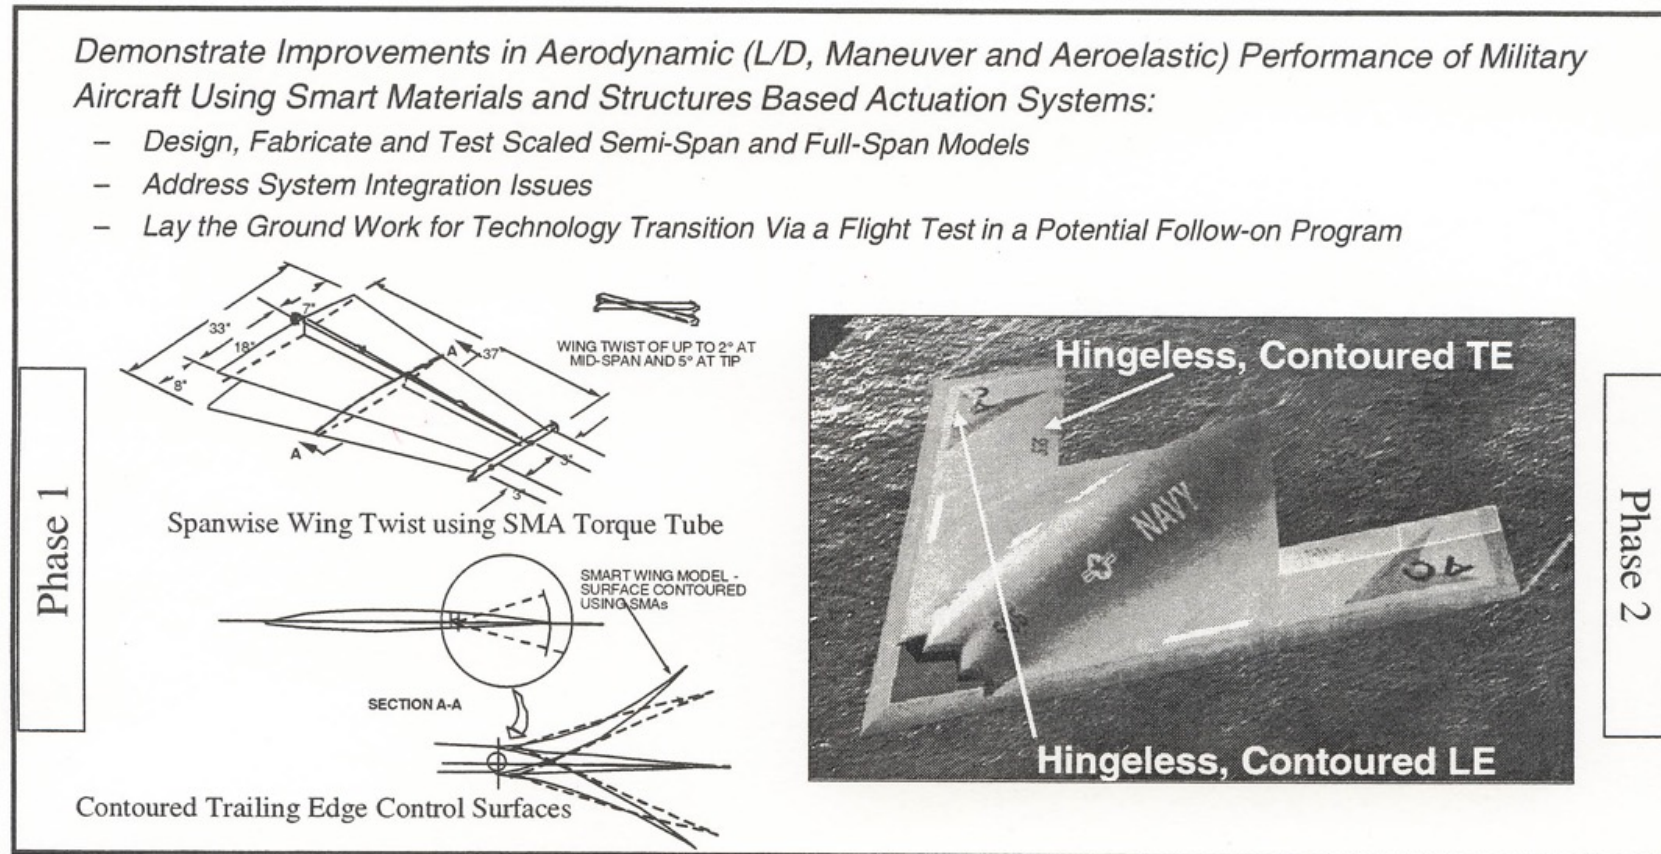 Demonstrate Improvements in Aerodynamic (L/D, Maneuver and Aeroelastic) Performance of Military
Aircraft Using Smart Materials and Structures Based Actuation Systems:
– Design, Fabricate and Test Scaled Semi-Span and Full-Span Models
– Address System Integration Issues
– Lay the Ground Work for Technology Transition Via a Flight Test in a Potential Follow-on Program
Phase 1
33"
7"
18"
8"
A
37"
A
3"
3"
WING TWIST OF UP TO 2° AT
MID-SPAN AND 5° AT TIP
Spanwise Wing Twist using SMA Torque Tube
SMART WING MODEL -
SURFACE CONTOURED
USING SMAs
SECTION A-A
Contoured Trailing Edge Control Surfaces
Hingeless, Contoured TE
NAVY
Hingeless, Contoured LE
Phase 2